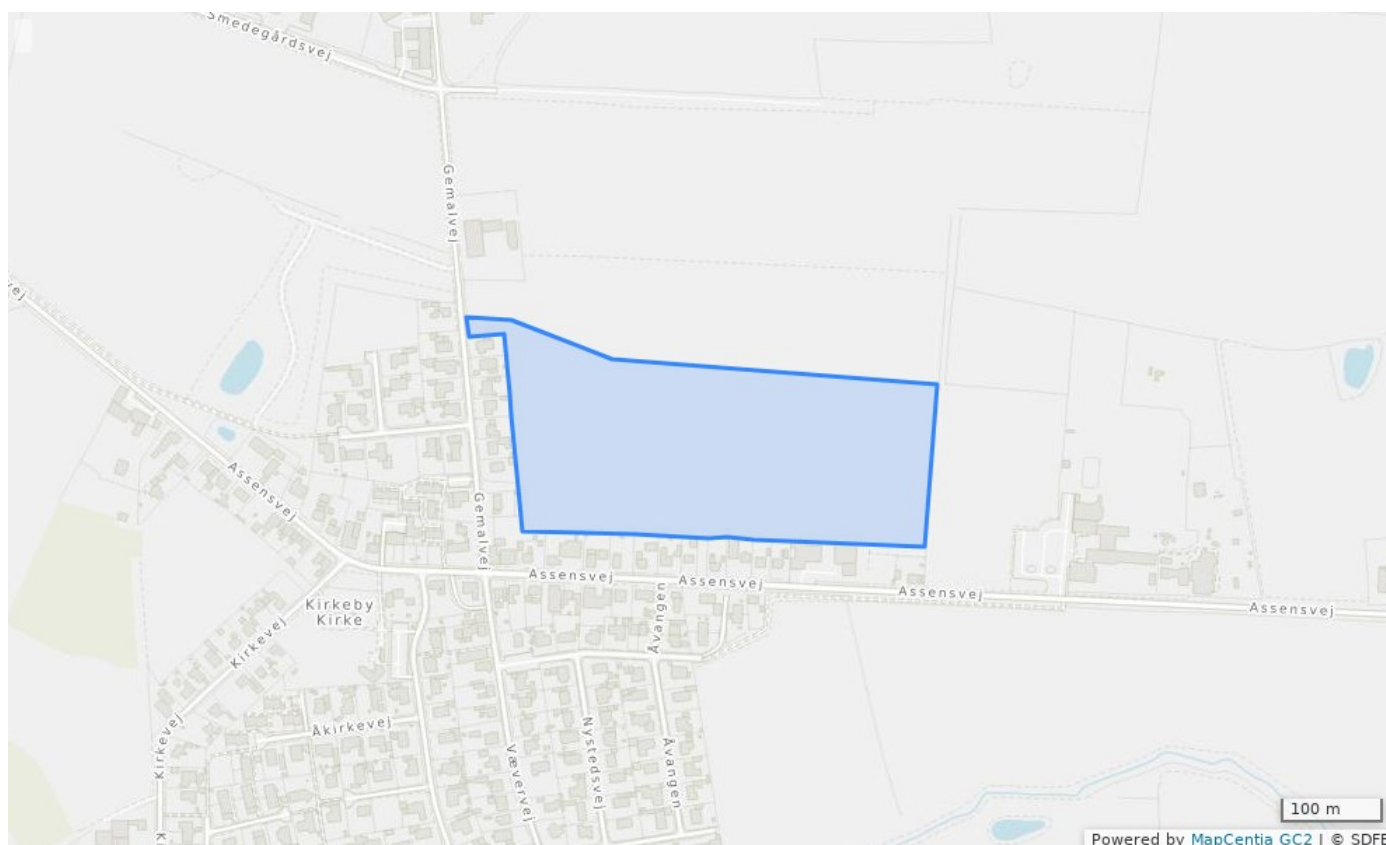 Smedegårdsvej
Gemalvej
vej
Assensvej
Gemalvej
Assensvej
Assensvej
Assensvej
Assensvej
Kirkeby
Kirke
Åvangen
Kirkevej
Åkirkevej
Kirkevej
Vævervej
Nystedsvej
Åvangen
100 m
Powered by MapCentia GC2 | © SDFE